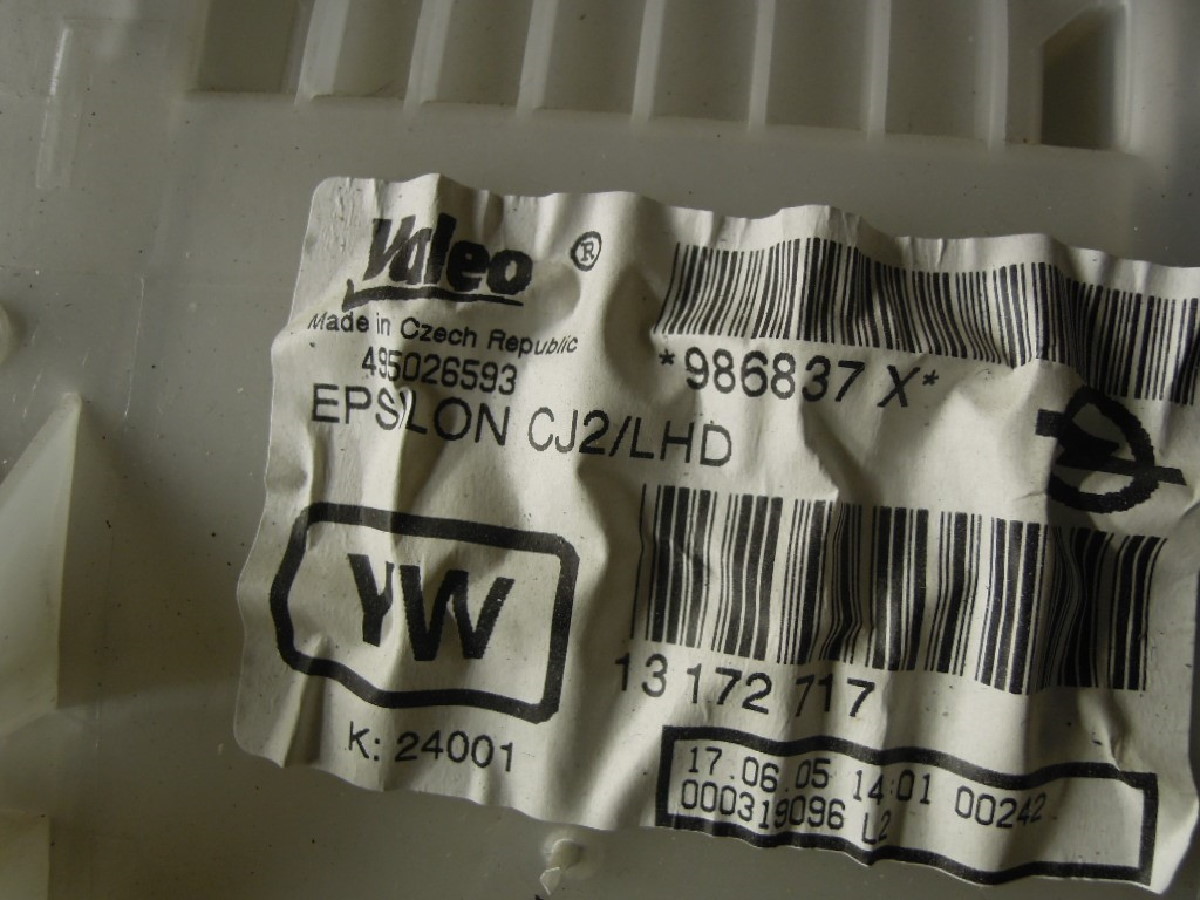 Valeo ®
Made in Czech Republic
495026593
EPSILON CJ2/LHD
*986837 X*
YW
K: 24001
13 172 717
17.06.05 14:01 00242
000319096 L2